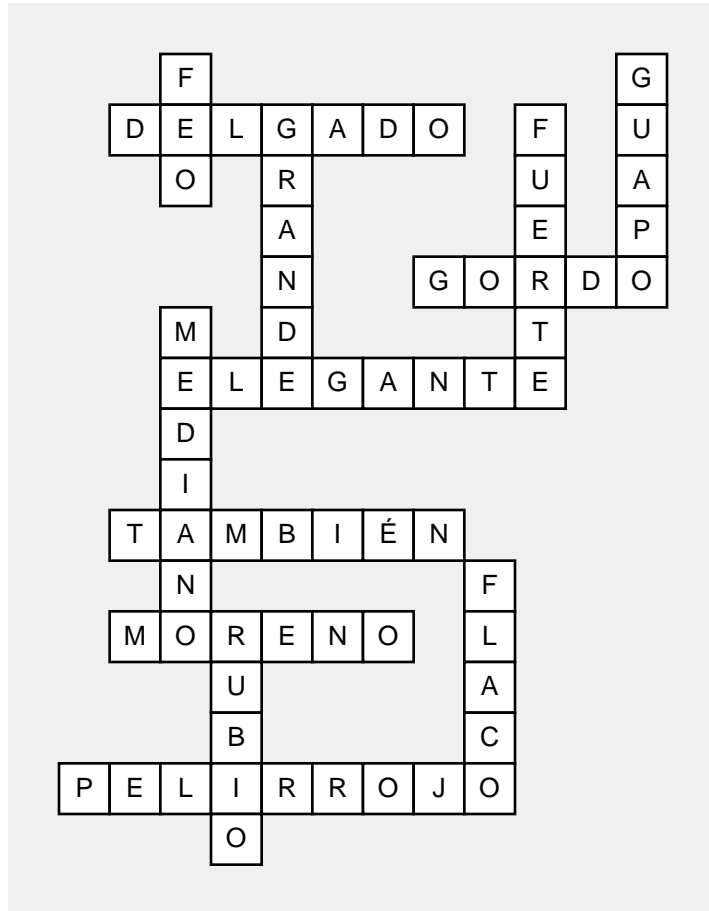 F G
D E L G A D O F U
O R U A
A E P
N G O R D O
M D T
E L E G A N T E
D
I
T A M B I É N
N F
M O R E N O L
U A
B C
P E L I R R O J O
O